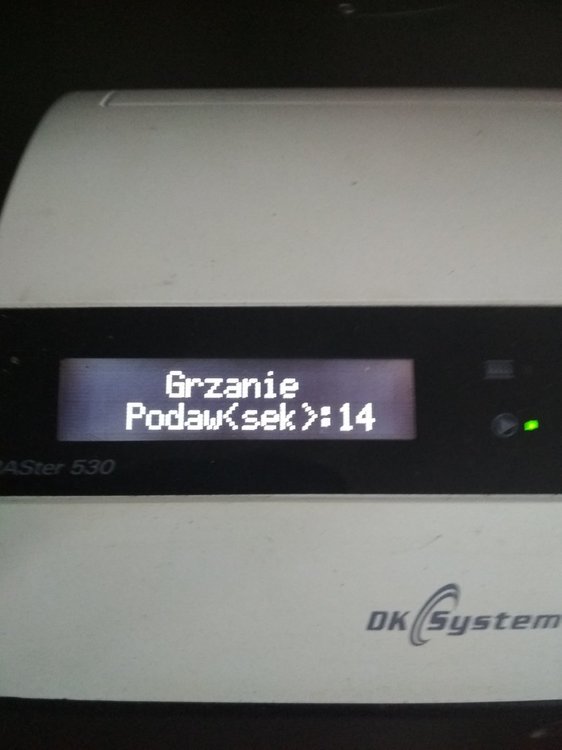 Grzanie
Podaw(sek):14
530
DK System